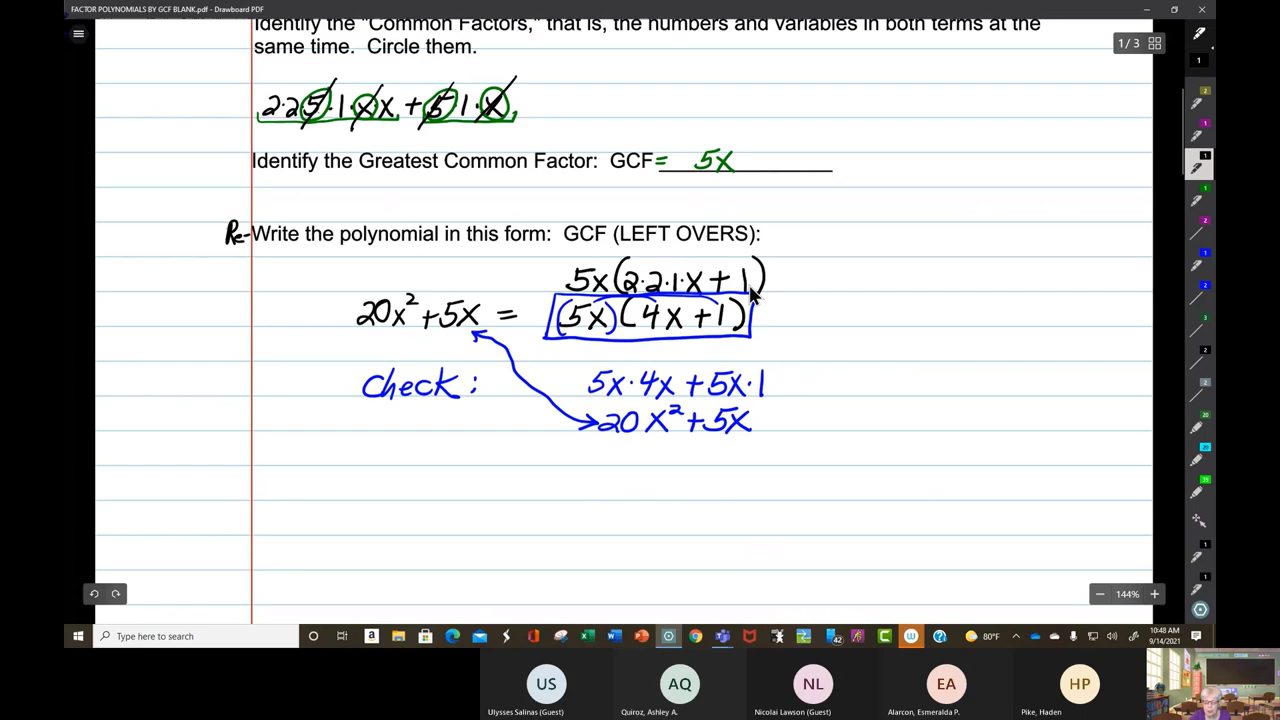 FACTOR POLYNOMIALS BY GCF BLANK.pdf - Drawboard PDF
Identify the "Common Factors," that is, the numbers and variables in both terms at the
same time. Circle them.
1/3
2·2·5·1·x·x + 5·1·x
Identify the Greatest Common Factor: GCF = 5x
Re-Write the polynomial in this form: GCF (LEFT OVERS):
5x(2·2·1·x + 1)
20x² + 5x = (5x)(4x + 1)
check: 5x·4x + 5x·1
20x² + 5x
144%
Type here to search
80°F
10:48 AM
9/14/2021
US
AQ
NL
EA
HP
Ulysses Salinas (Guest)
Quiroz, Ashley A.
Nicolai Lawson (Guest)
Alarcon, Esmeralda P.
Pike, Haden